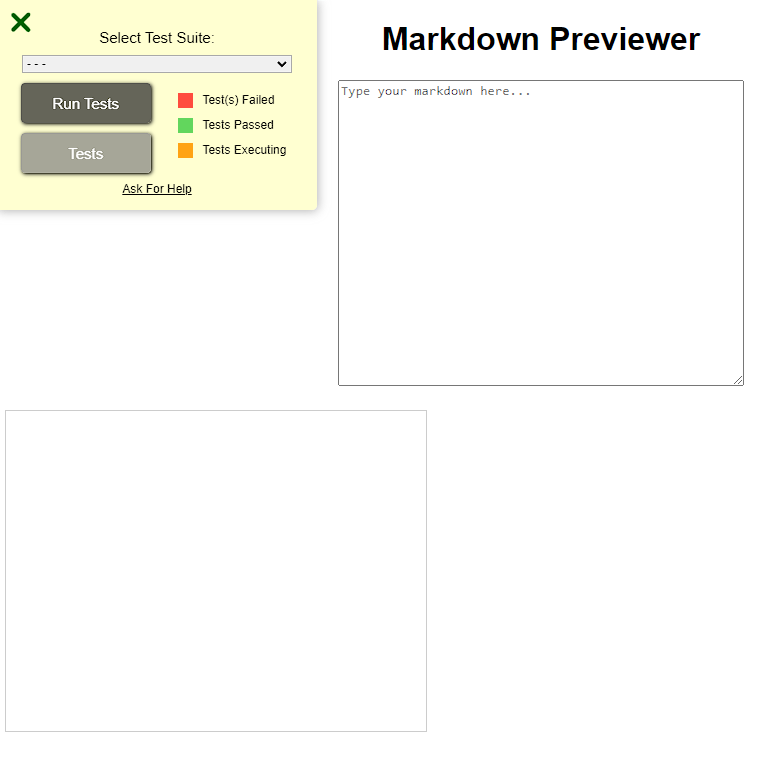 Select Test Suite:
- - -
Run Tests
Tests
Test(s) Failed
Tests Passed
Tests Executing
Ask For Help
Markdown Previewer
Type your markdown here...